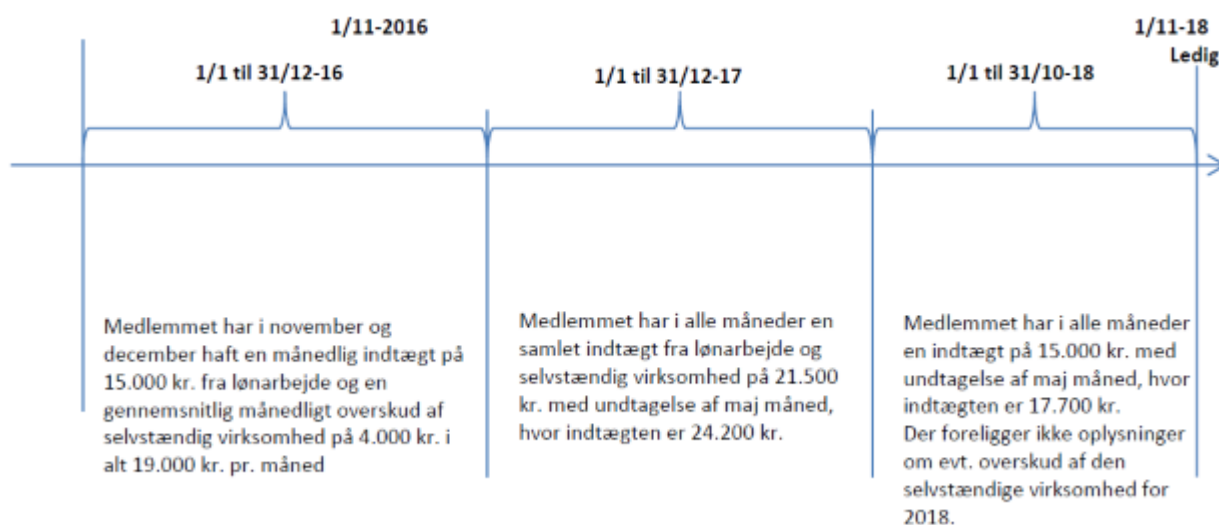 1/11-2016
1/11-18
Ledig
1/1 til 31/12-16
1/1 til 31/12-17
1/1 til 31/10-18
Medlemmet har i november og
december haft en månedlig indtægt på
15.000 kr. fra lønarbejde og en
gennemsnitlig månedligt overskud af
selvstændig virksomhed på 4.000 kr. i
alt 19.000 kr. pr. måned
Medlemmet har i alle måneder en
samlet indtægt fra lønarbejde og
selvstændig virksomhed på 21.500
kr. med undtagelse af maj måned,
hvor indtægten er 24.200 kr.
Medlemmet har i alle måneder
en indtægt på 15.000 kr. med
undtagelse af maj måned, hvor
indtægten er 17.700 kr.
Der foreligger ikke oplysninger
om evt. overskud af den
selvstændige virksomhed for
2018.